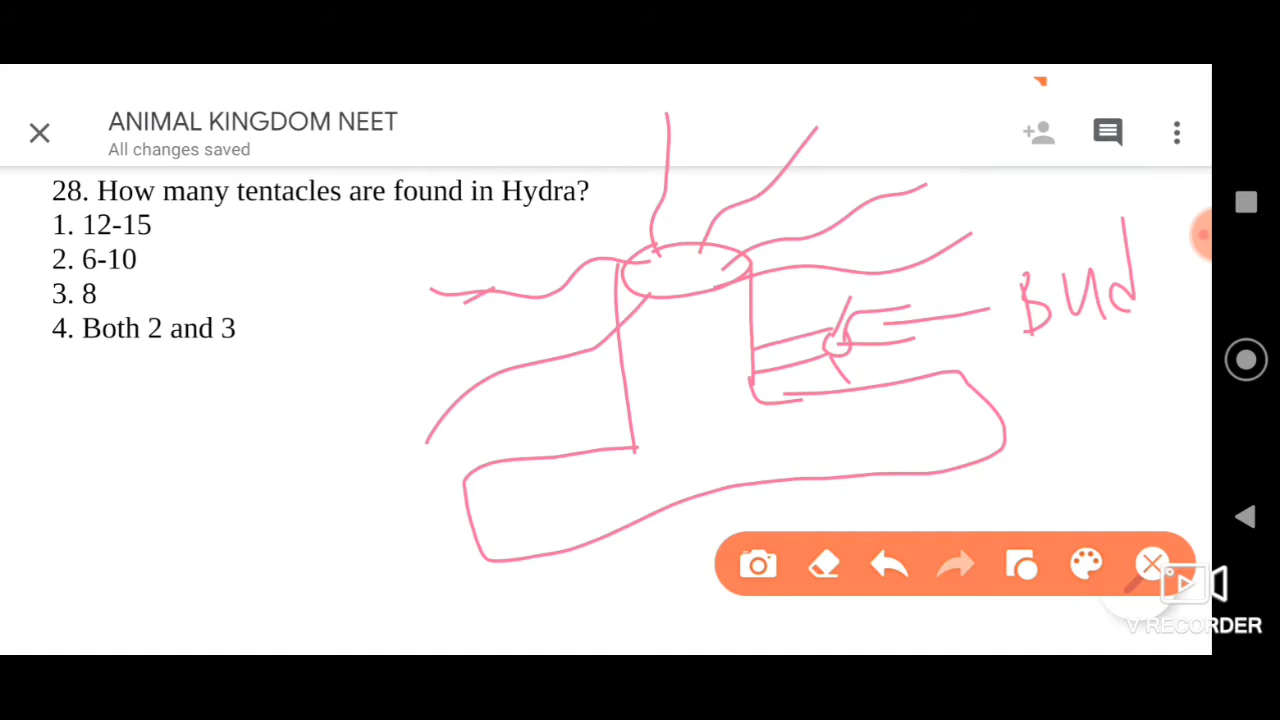 ANIMAL KINGDOM NEET
All changes saved
28. How many tentacles are found in Hydra?
1. 12-15
2. 6-10
3. 8
4. Both 2 and 3
BUd
V RECORDER